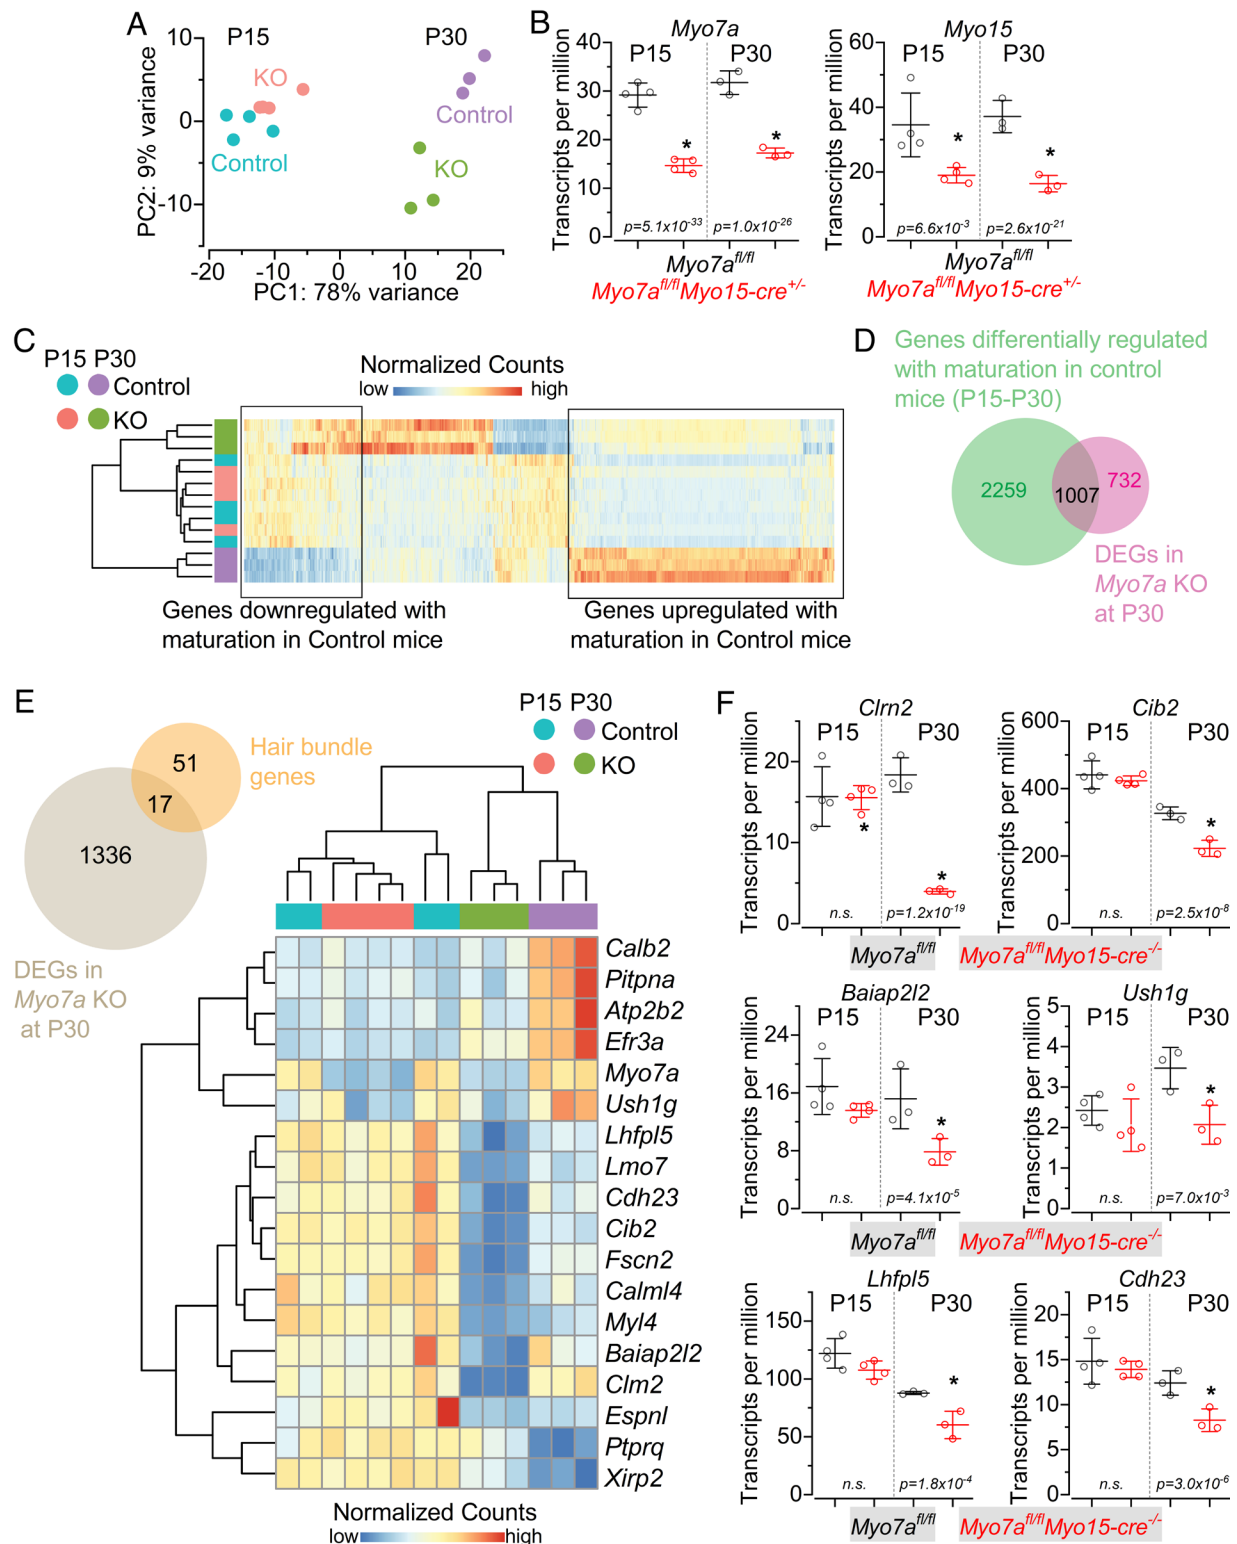 A
P15
P30
KO
Control
Control
KO
PC2: 9% variance
10
0
-10
-20
-10
0
10
20
PC1: 78% variance
B
Myo7a
P15
P30
Transcripts per million
40
30
20
10
0
*
*
p=5.1x10-33
p=1.0x10-26
Myo7afl/fl
Myo7afl/flMyo15-cre+/-
Myo15
P15
P30
Transcripts per million
60
40
20
0
*
*
p=6.6x10-3
p=2.6x10-21
Myo7afl/fl
Myo7afl/flMyo15-cre+/-
C
P15 P30
Control
KO
Normalized Counts
low
high
Genes downregulated with
maturation in Control mice
Genes upregulated with
maturation in Control mice
D
Genes differentially regulated
with maturation in control
mice (P15-P30)
2259
1007
732
DEGs in
Myo7a KO
at P30
E
51
17
1336
Hair bundle
genes
DEGs in
Myo7a KO
at P30
P15 P30
Control
KO
Calb2
Pitpna
Atp2b2
Efr3a
Myo7a
Ush1g
Lhfpl5
Lmo7
Cdh23
Cib2
Fscn2
Calml4
Myl4
Baiap2l2
Clm2
Espnl
Ptprq
Xirp2
Normalized Counts
low
high
F
Clrn2
P15
P30
Transcripts per million
20
10
0
*
*
n.s.
p=1.2x10-19
Cib2
P15
P30
Transcripts per million
600
400
200
0
*
n.s.
p=2.5x10-8
Myo7afl/fl
Myo7afl/flMyo15-cre-/-
Baiap2l2
P15
P30
Transcripts per million
24
16
8
0
*
n.s.
p=4.1x10-5
Ush1g
P15
P30
Transcripts per million
5
4
3
2
1
0
*
n.s.
p=7.0x10-3
Myo7afl/fl
Myo7afl/flMyo15-cre-/-
Lhfpl5
P15
P30
Transcripts per million
150
100
50
0
*
n.s.
p=1.8x10-4
Cdh23
P15
P30
Transcripts per million
20
15
10
5
0
*
n.s.
p=3.0x10-6
Myo7afl/fl
Myo7afl/flMyo15-cre-/-